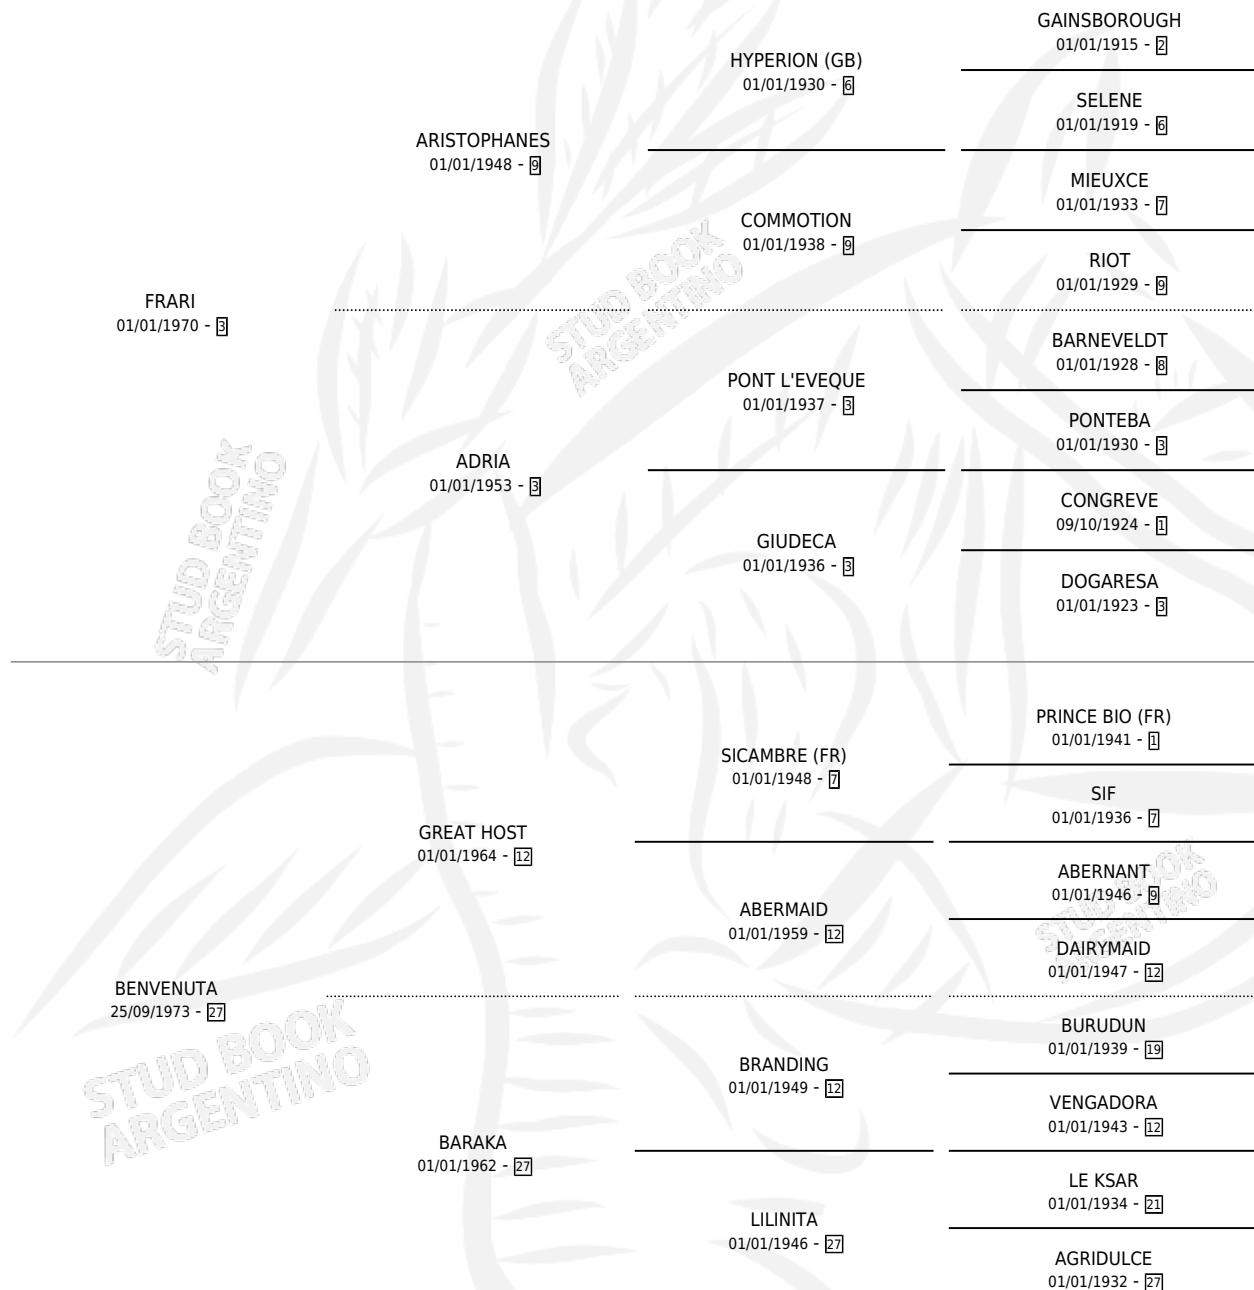 GAINSBOROUGH
01/01/1915 - 2
HYPERION (GB)
01/01/1930 - 6
SELENE
01/01/1919 - 6
ARISTOPHANES
01/01/1948 - 9
MIEUXCE
01/01/1933 - 7
COMMOTION
01/01/1938 - 9
RIOT
01/01/1929 - 9
FRARI
01/01/1970 - 3
BARNEVELDT
01/01/1928 - 8
PONT L'EVEQUE
01/01/1937 - 3
PONTEBA
01/01/1930 - 3
ADRIA
01/01/1953 - 3
CONGREVE
09/10/1924 - 1
GIUDECA
01/01/1936 - 3
DOGARESA
01/01/1923 - 3
STUD BOOK
ARGENTINO
STUD BOOK
ARGENTINO
PRINCE BIO (FR)
01/01/1941 - 1
SICAMBRE (FR)
01/01/1948 - 7
SIF
01/01/1936 - 7
GREAT HOST
01/01/1964 - 12
ABERNANT
01/01/1946 - 9
ABERMAID
01/01/1959 - 12
DAIRYMAID
01/01/1947 - 12
BENVENUTA
25/09/1973 - 27
BURUDUN
01/01/1939 - 19
BRANDING
01/01/1949 - 12
VENGADORA
01/01/1943 - 12
BARAKA
01/01/1962 - 27
LE KSAR
01/01/1934 - 21
LILINITA
01/01/1946 - 27
AGRIDULCE
01/01/1932 - 27
STUD BOOK
ARGENTINO
STUD BOOK
ARGENTINO